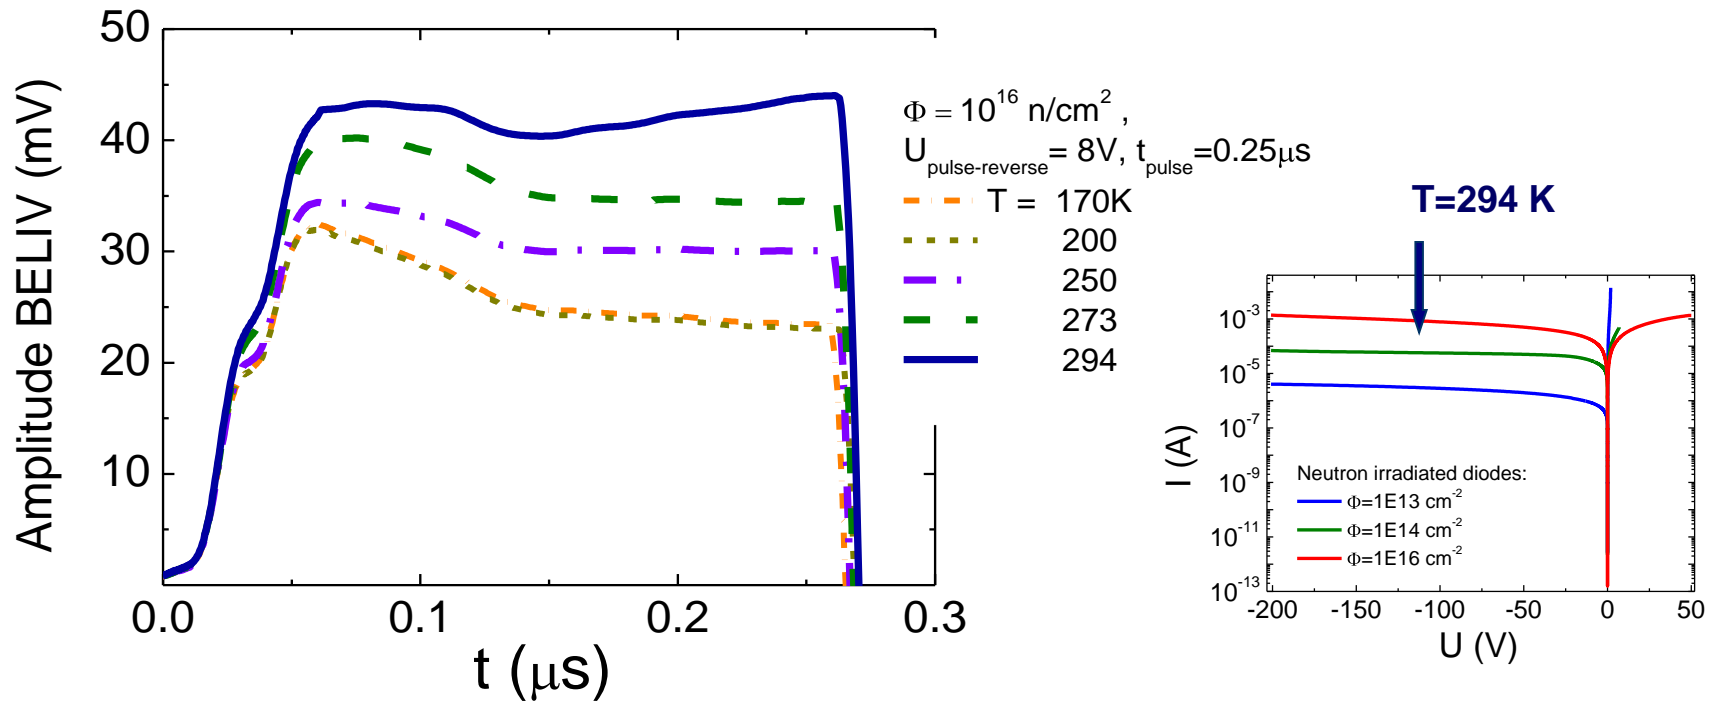 50
40
30
20
10
0.0
0.1
0.2
0.3
Amplitude BELIV (mV)
t (μs)
Φ = 10^16 n/cm^2 ,
U_pulse-reverse= 8V, t_pulse=0.25μs
T = 170K
200
250
273
294
T=294 K
10^-3
10^-5
10^-7
10^-9
10^-11
10^-13
I (A)
Neutron irradiated diodes:
Φ=1E13 cm^-2
Φ=1E14 cm^-2
Φ=1E16 cm^-2
-200
-150
-100
-50
0
50
U (V)